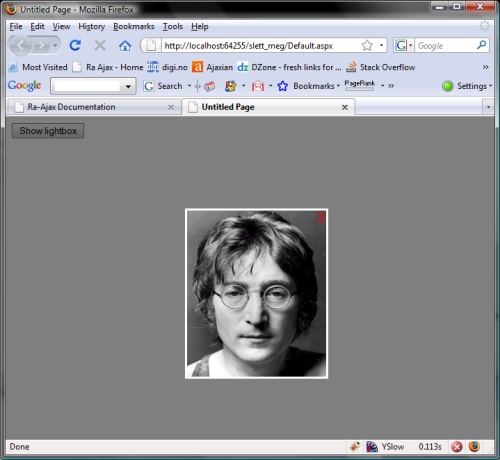 Untitled Page - Mozilla Firefox
File Edit View History Bookmarks Tools Help
http://localhost:64255/slett_meg/Default.aspx
G Google
Most Visited Ra Ajax - Home digi.no Ajaxian DZone - fresh links for ... Stack Overflow »
Google G Search Bookmarks PageRank » Settings
Ra-Ajax Documentation Untitled Page
Show lightbox
Done YSlow 0.113s